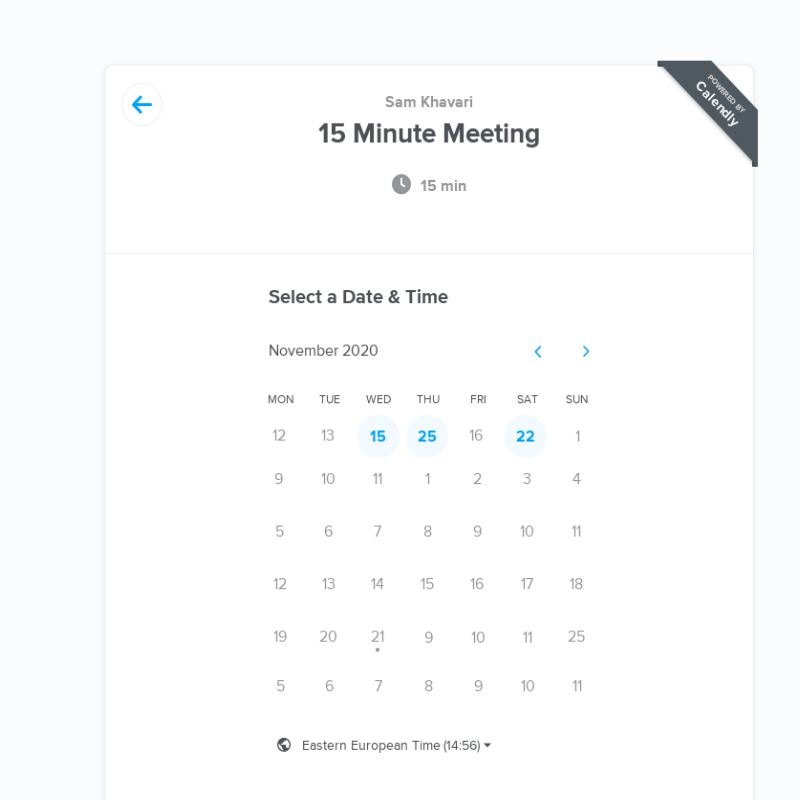 POWERED BY
Calendly
Sam Khavari
15 Minute Meeting
15 min
Select a Date & Time
November 2020
MON TUE WED THU FRI SAT SUN
12 13 15 25 16 22 1
9 10 11 1 2 3 4
5 6 7 8 9 10 11
12 13 14 15 16 17 18
19 20 21 9 10 11 25
5 6 7 8 9 10 11
Eastern European Time (14:56)